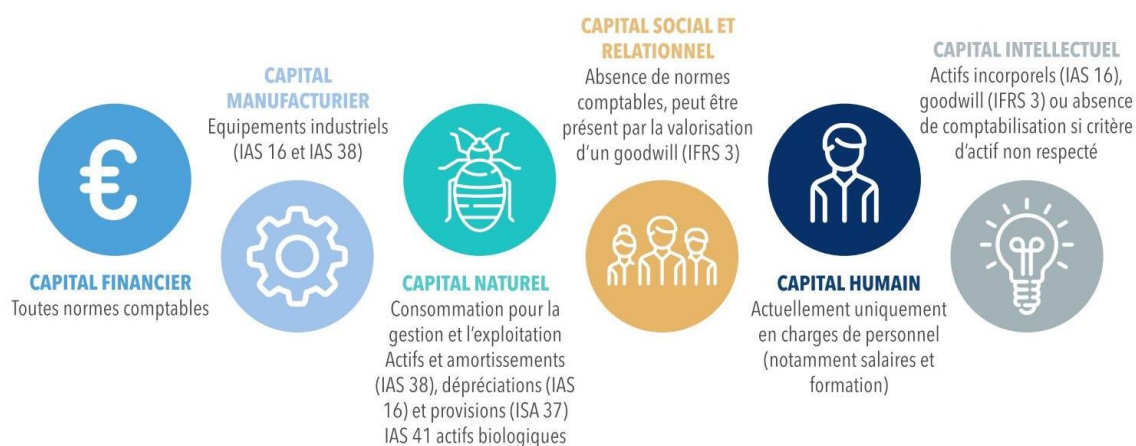 CAPITAL FINANCIER
Toutes normes comptables
CAPITAL
MANUFACTURIER
Equipements industriels
(IAS 16 et IAS 38)
CAPITAL NATUREL
Consommation pour la
gestion et l'exploitation
Actifs et amortissements
(IAS 38), dépréciations (IAS
16) et provisions (ISA 37)
IAS 41 actifs biologiques
CAPITAL SOCIAL ET
RELATIONNEL
Absence de normes
comptables, peut être
présent par la valorisation
d'un goodwill (IFRS 3)
CAPITAL HUMAIN
Actuellement uniquement
en charges de personnel
(notamment salaires et
formation)
CAPITAL INTELLECTUEL
Actifs incorporels (IAS 16),
goodwill (IFRS 3) ou absence
de comptabilisation si critère
d'actif non respecté